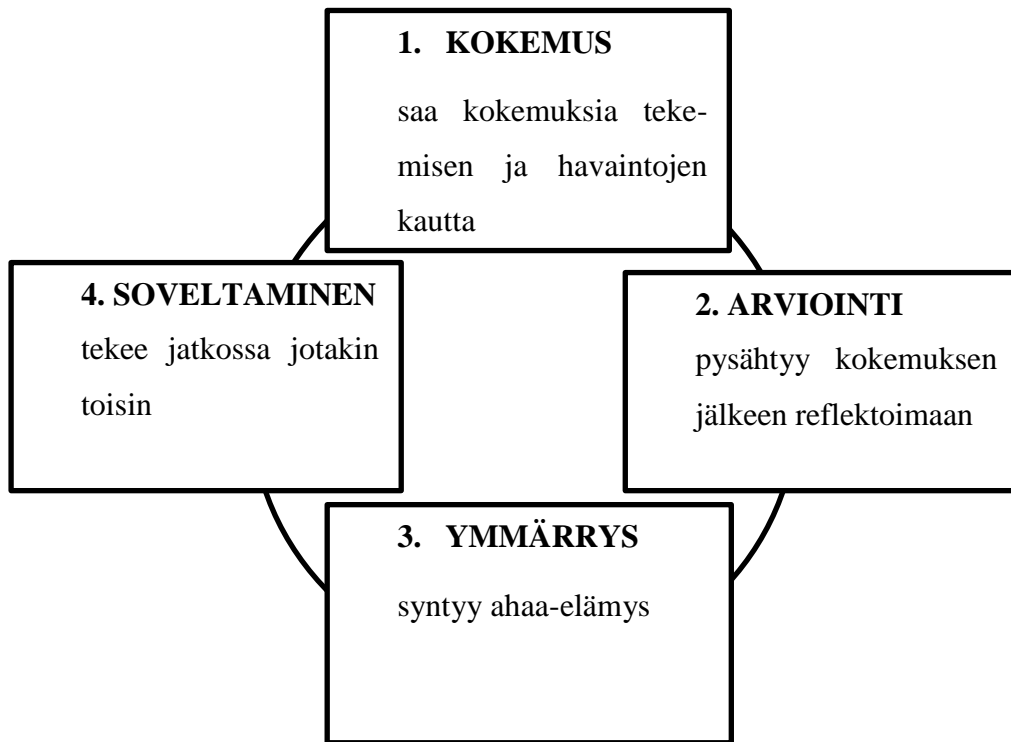 1. KOKEMUS
saa kokemuksia teke-
misen ja havaintojen
kautta
2. ARVIOINTI
pysähtyy kokemuksen
jälkeen reflektoimaan
3. YMMÄRRYS
syntyy ahaa-elämys
4. SOVELTAMINEN
tekee jatkossa jotakin
toisin